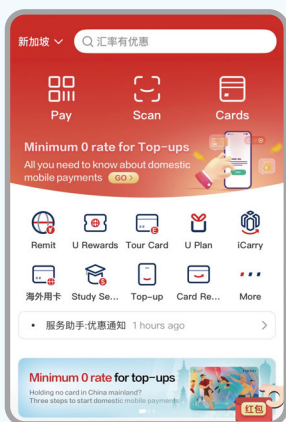 新加坡
汇率有优惠
Pay Scan Cards
Minimum 0 rate for Top-ups
All you need to know about domestic
mobile payments GO >
Remit U Rewards Tour Card U Plan iCarry
海外用卡 Study Se... Top-up Card Re... More
• 服务助手:优惠通知 1 hours ago
Minimum 0 rate for top-ups
Holding no card in China mainland?
Three steps to start domestic mobile payments
红包